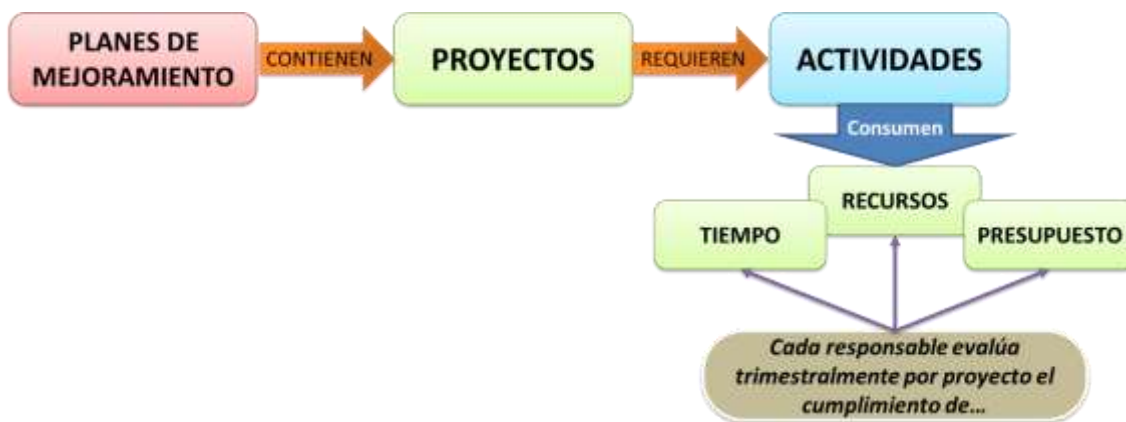 PLANES DE
MEJORAMIENTO
CONTIENEN
PROYECTOS
REQUIEREN
ACTIVIDADES
Consumen
RECURSOS
TIEMPO
PRESUPUESTO
Cada responsable evalúa
trimestralmente por proyecto el
cumplimiento de...